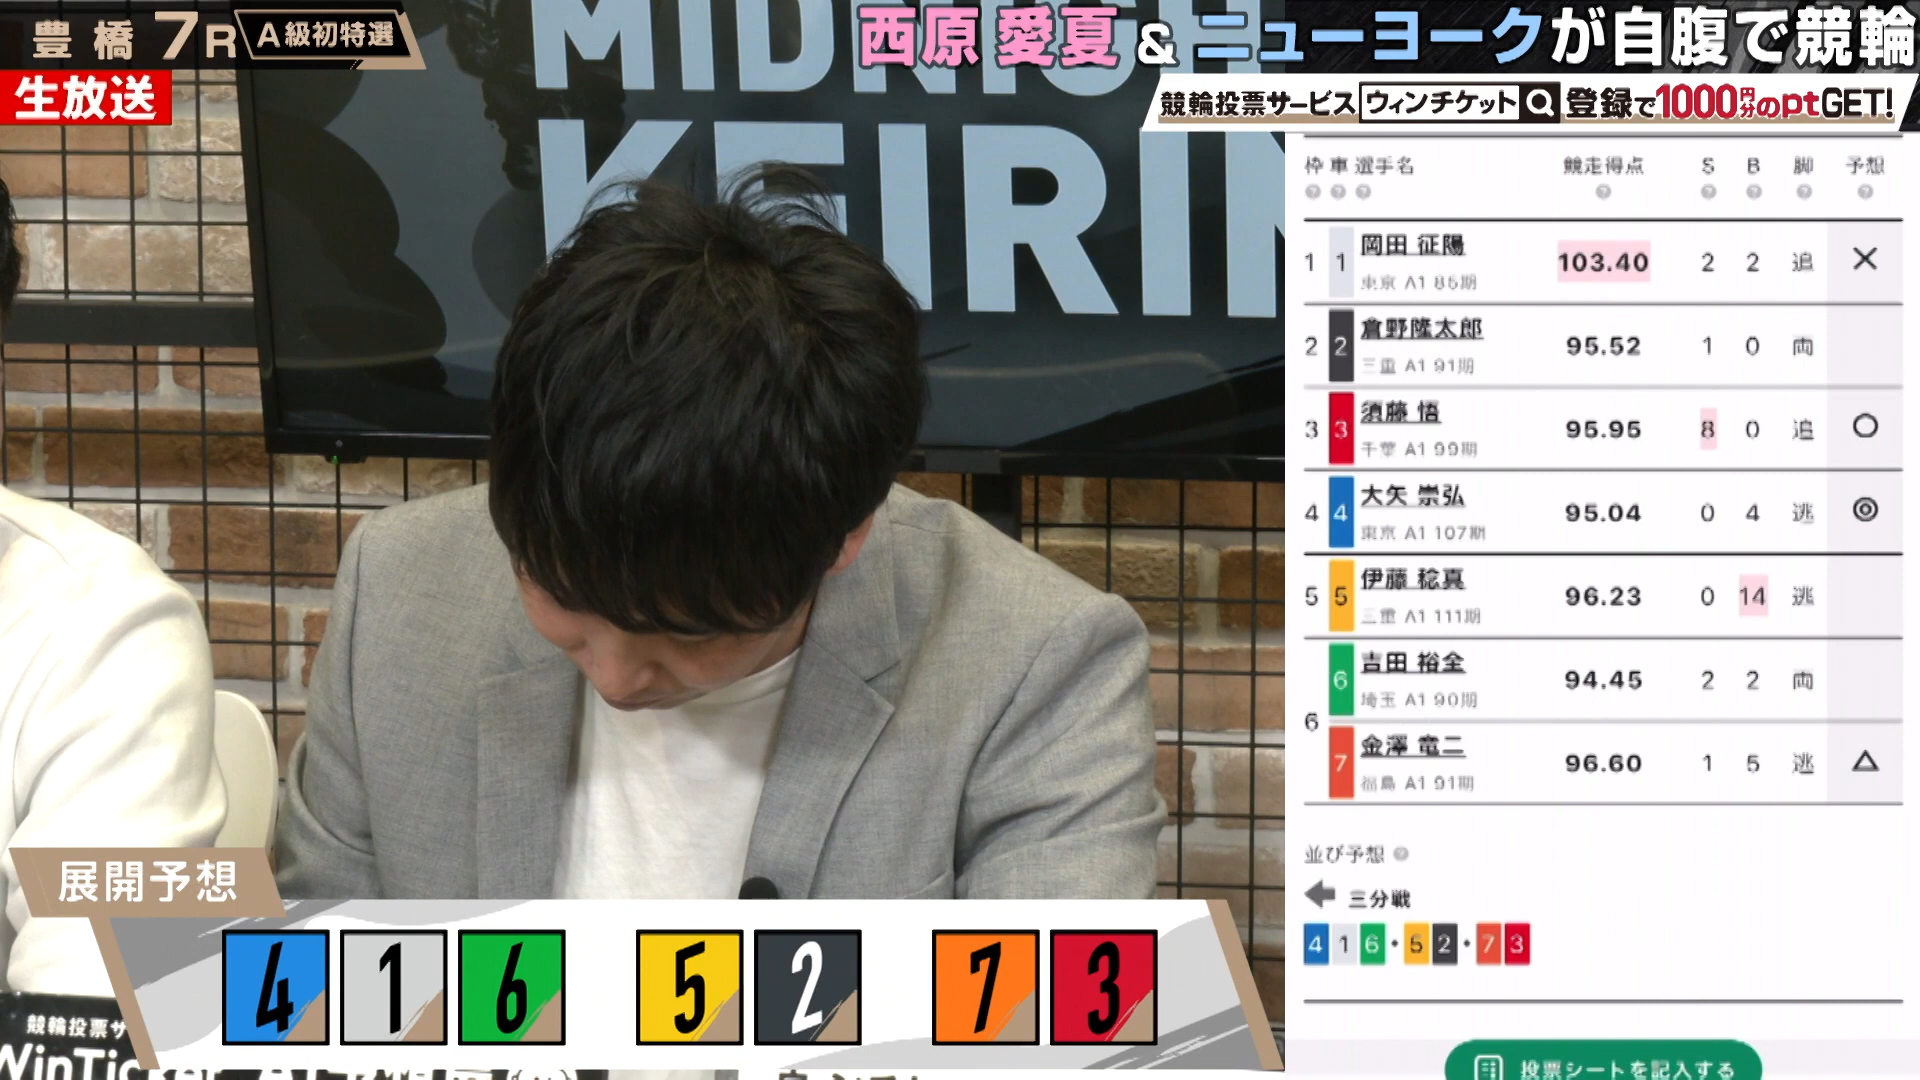 豊橋 7R A級初特選
生放送
MIDNIGH
KEIRIN
西原 愛夏 & ニューヨークが自腹で競輪
競輪投票サービス ウィンチケット 登録で1000円分のptGET!
枠 車 選手名 競走得点 S B 脚 予想
1 1 岡田 征陽 103.40 2 2 追 ×
東京 A1 85期
2 2 倉野隆太郎 95.52 1 0 両
三重 A1 91期
3 3 須藤 悟 95.95 8 0 追 ○
千葉 A1 99期
4 4 大矢 崇弘 95.04 0 4 逃 ◎
東京 A1 107期
5 5 伊藤 稔真 96.23 0 14 逃
三重 A1 111期
6 6 吉田 裕全 94.45 2 2 両
埼玉 A1 90期
7 金澤 竜二 96.60 1 5 逃 △
福島 A1 91期
並び予想
三分戦
4 1 6 ・ 5 2 ・ 7 3
投票シートを記入する
展開予想
4 1 6 5 2 7 3
競輪投票サ
WinTic